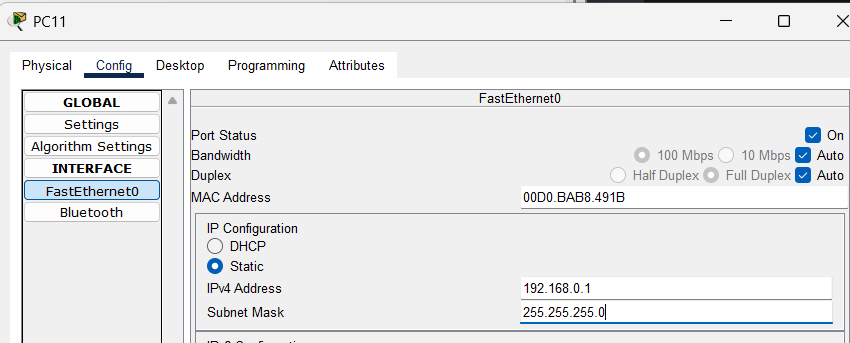 PC11
Physical Config Desktop Programming Attributes
GLOBAL
Settings
Algorithm Settings
INTERFACE
FastEthernet0
Bluetooth
FastEthernet0
Port Status On
Bandwidth 100 Mbps 10 Mbps Auto
Duplex Half Duplex Full Duplex Auto
MAC Address 00D0.BAB8.491B
IP Configuration
DHCP
Static
IPv4 Address 192.168.0.1
Subnet Mask 255.255.255.0